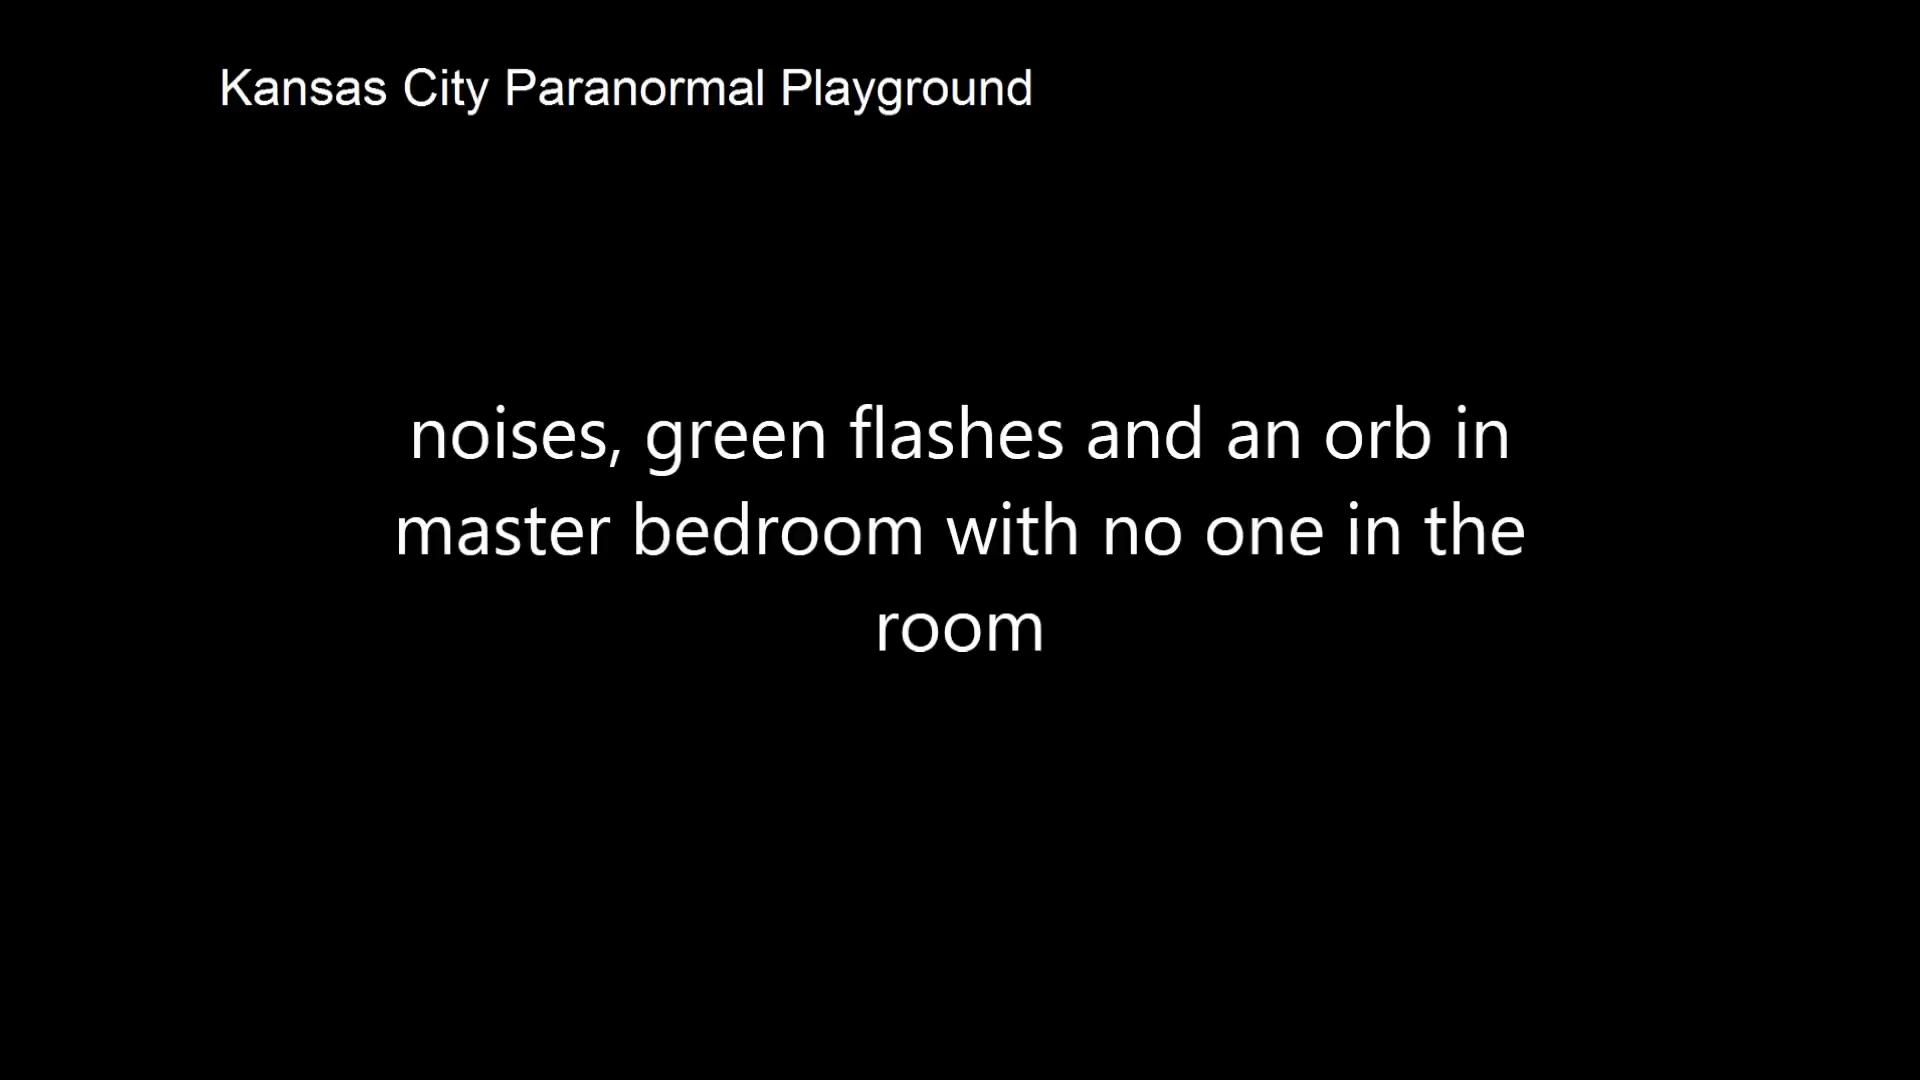 Kansas City Paranormal Playground
noises, green flashes and an orb in
master bedroom with no one in the
room